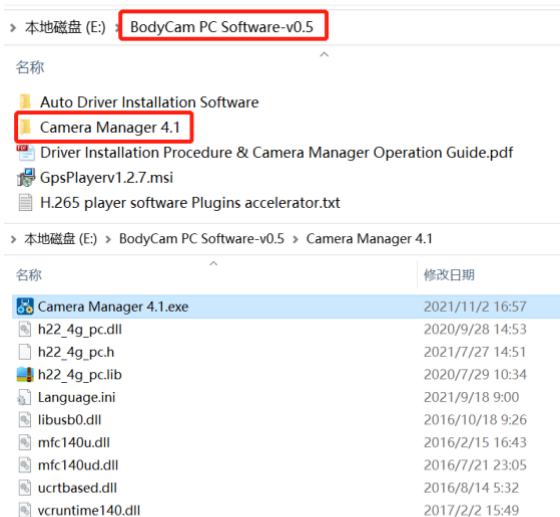 本地磁盘 (E:) › BodyCam PC Software-v0.5
名称
Auto Driver Installation Software
Camera Manager 4.1
Driver Installation Procedure & Camera Manager Operation Guide.pdf
GpsPlayerv1.2.7.msi
H.265 player software Plugins accelerator.txt
› 本地磁盘 (E:) › BodyCam PC Software-v0.5 › Camera Manager 4.1
名称 修改日期
Camera Manager 4.1.exe 2021/11/2 16:57
h22_4g_pc.dll 2020/9/28 14:53
h22_4g_pc.h 2021/7/27 14:51
h22_4g_pc.lib 2020/7/29 10:34
Language.ini 2021/9/18 9:00
libusb0.dll 2016/10/18 9:26
mfc140u.dll 2016/2/15 16:43
mfc140ud.dll 2016/7/21 23:05
ucrtbased.dll 2016/8/14 5:32
vcruntime140.dll 2017/2/2 15:49